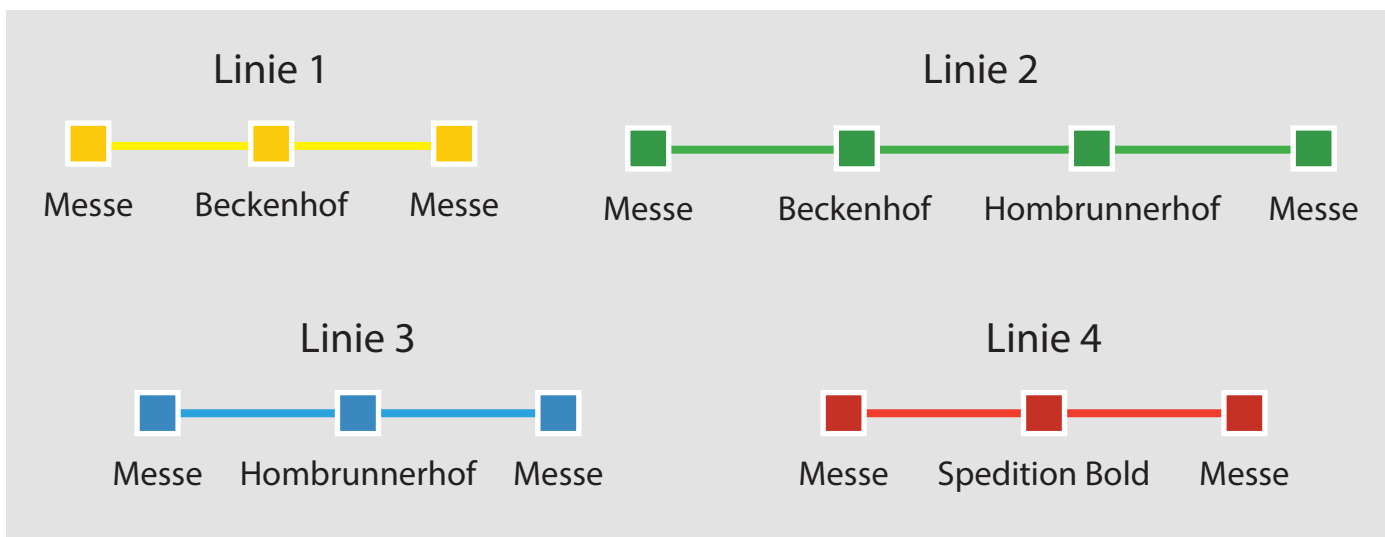 Linie 1
Messe Beckenhof Messe
Linie 2
Messe Beckenhof Hombrunnerhof Messe
Linie 3
Messe Hombrunnerhof Messe
Linie 4
Messe Spedition Bold Messe